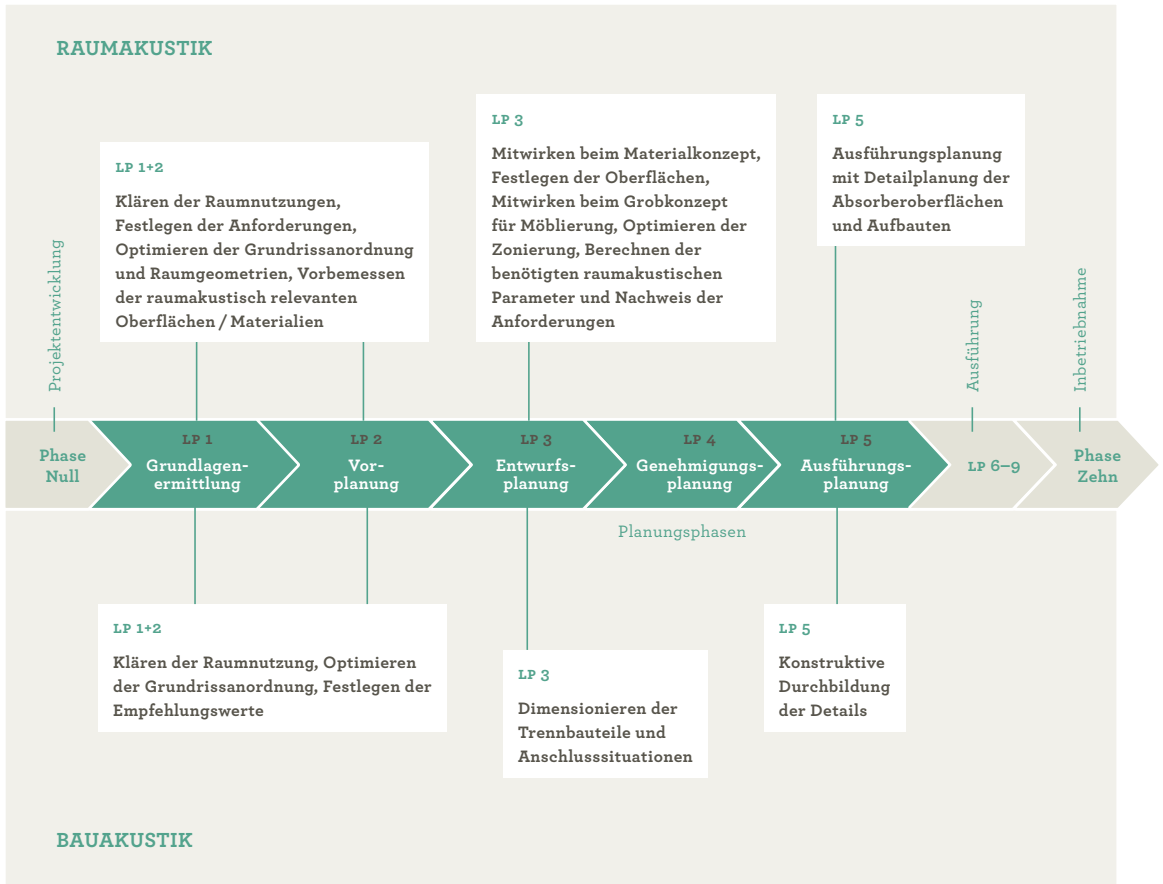 RAUMAKUSTIK
LP 1+2
Klären der Raumnutzungen,
Festlegen der Anforderungen,
Optimieren der Grundrissanordnung
und Raumgeometrien, Vorbemessen
der raumakustisch relevanten
Oberflächen / Materialien
LP 3
Mitwirken beim Materialkonzept,
Festlegen der Oberflächen,
Mitwirken beim Grobkonzept
für Möblierung, Optimieren der
Zonierung, Berechnen der
benötigten raumakustischen
Parameter und Nachweis der
Anforderungen
LP 5
Ausführungsplanung
mit Detailplanung der
Absorberoberflächen
und Aufbauten
Projektentwicklung
Ausführung
Inbetriebnahme
Phase
Null
LP 1
Grundlagen-
ermittlung
LP 2
Vor-
planung
LP 3
Entwurfs-
planung
LP 4
Genehmigungs-
planung
LP 5
Ausführungs-
planung
LP 6–9
Phase
Zehn
Planungsphasen
LP 1+2
Klären der Raumnutzung, Optimieren
der Grundrissanordnung, Festlegen der
Empfehlungswerte
LP 3
Dimensionieren der
Trennbauteile und
Anschlusssituationen
LP 5
Konstruktive
Durchbildung
der Details
BAUAKUSTIK